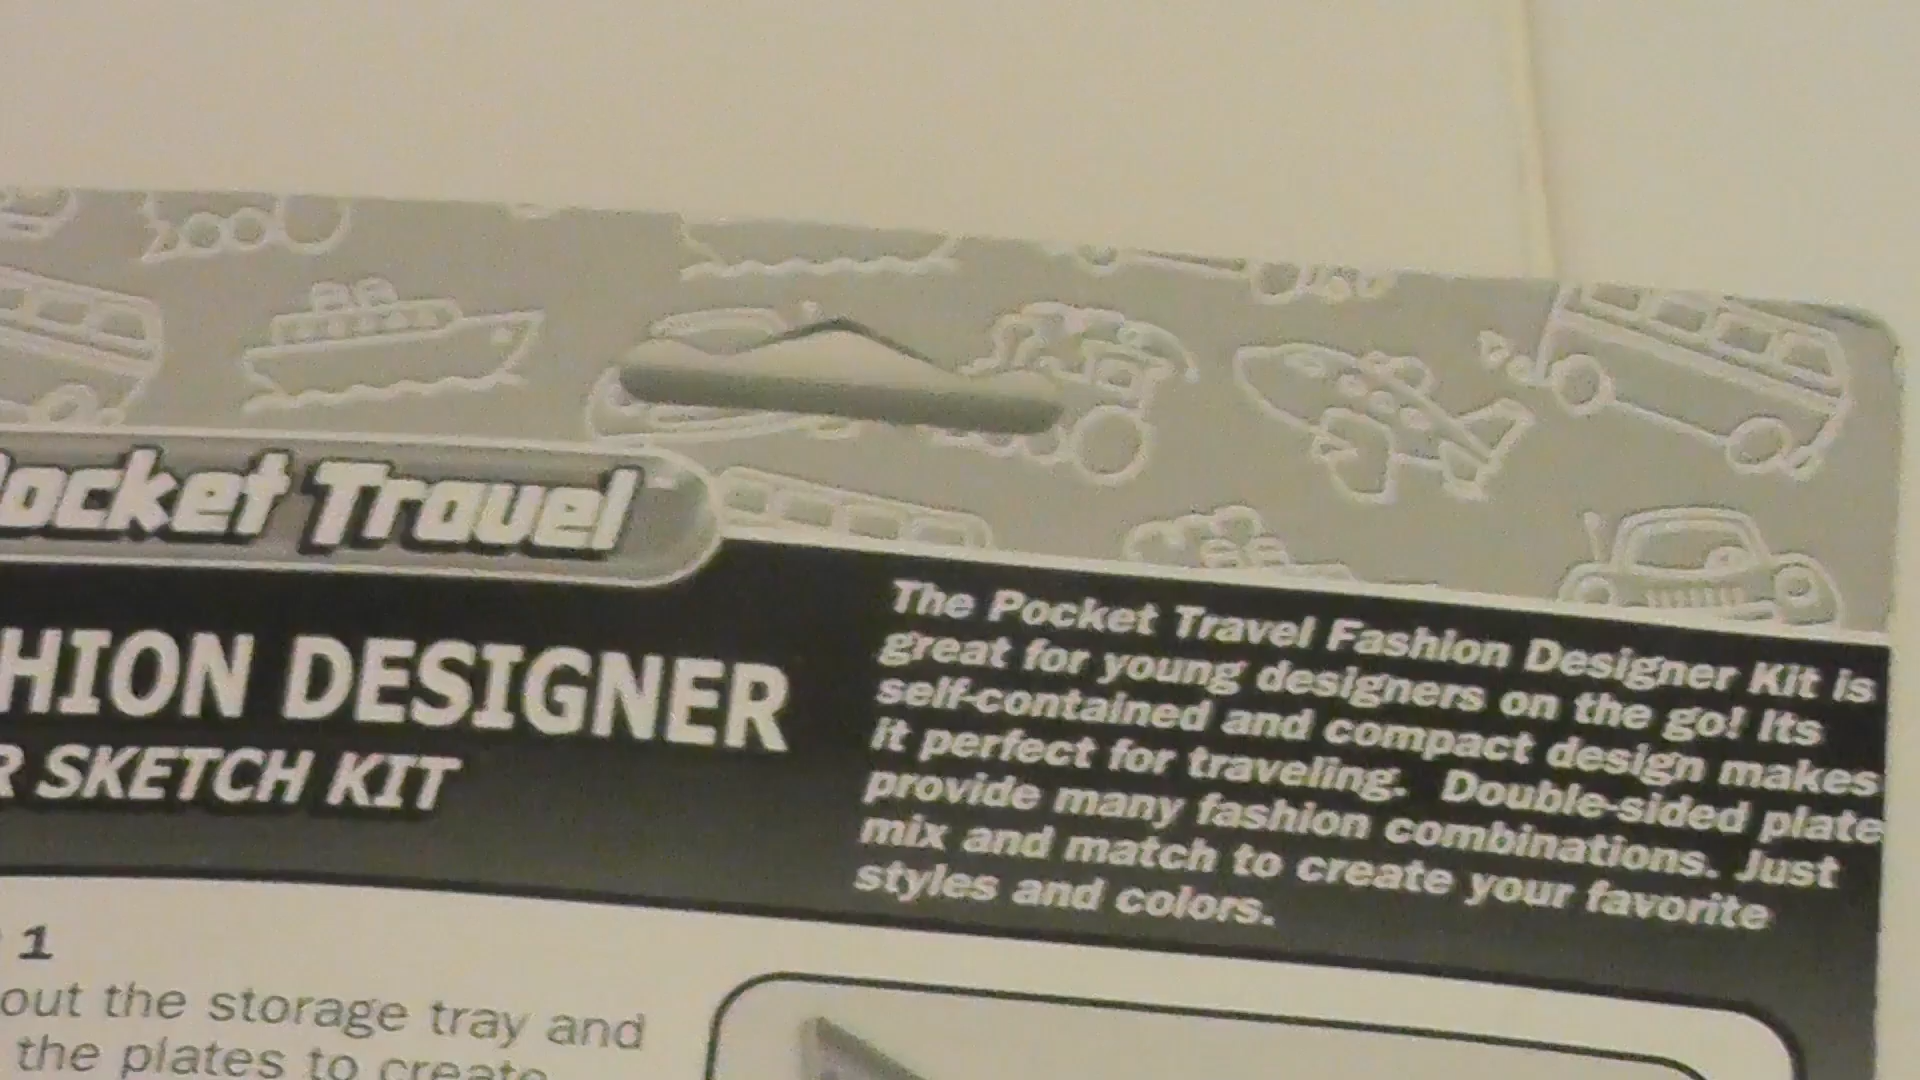 ocket Travel
HION DESIGNER
R SKETCH KIT
The Pocket Travel Fashion Designer Kit is
great for young designers on the go! Its
self-contained and compact design makes
it perfect for traveling. Double-sided plate
provide many fashion combinations. Just
mix and match to create your favorite
styles and colors.
1
out the storage tray and
the plates to create